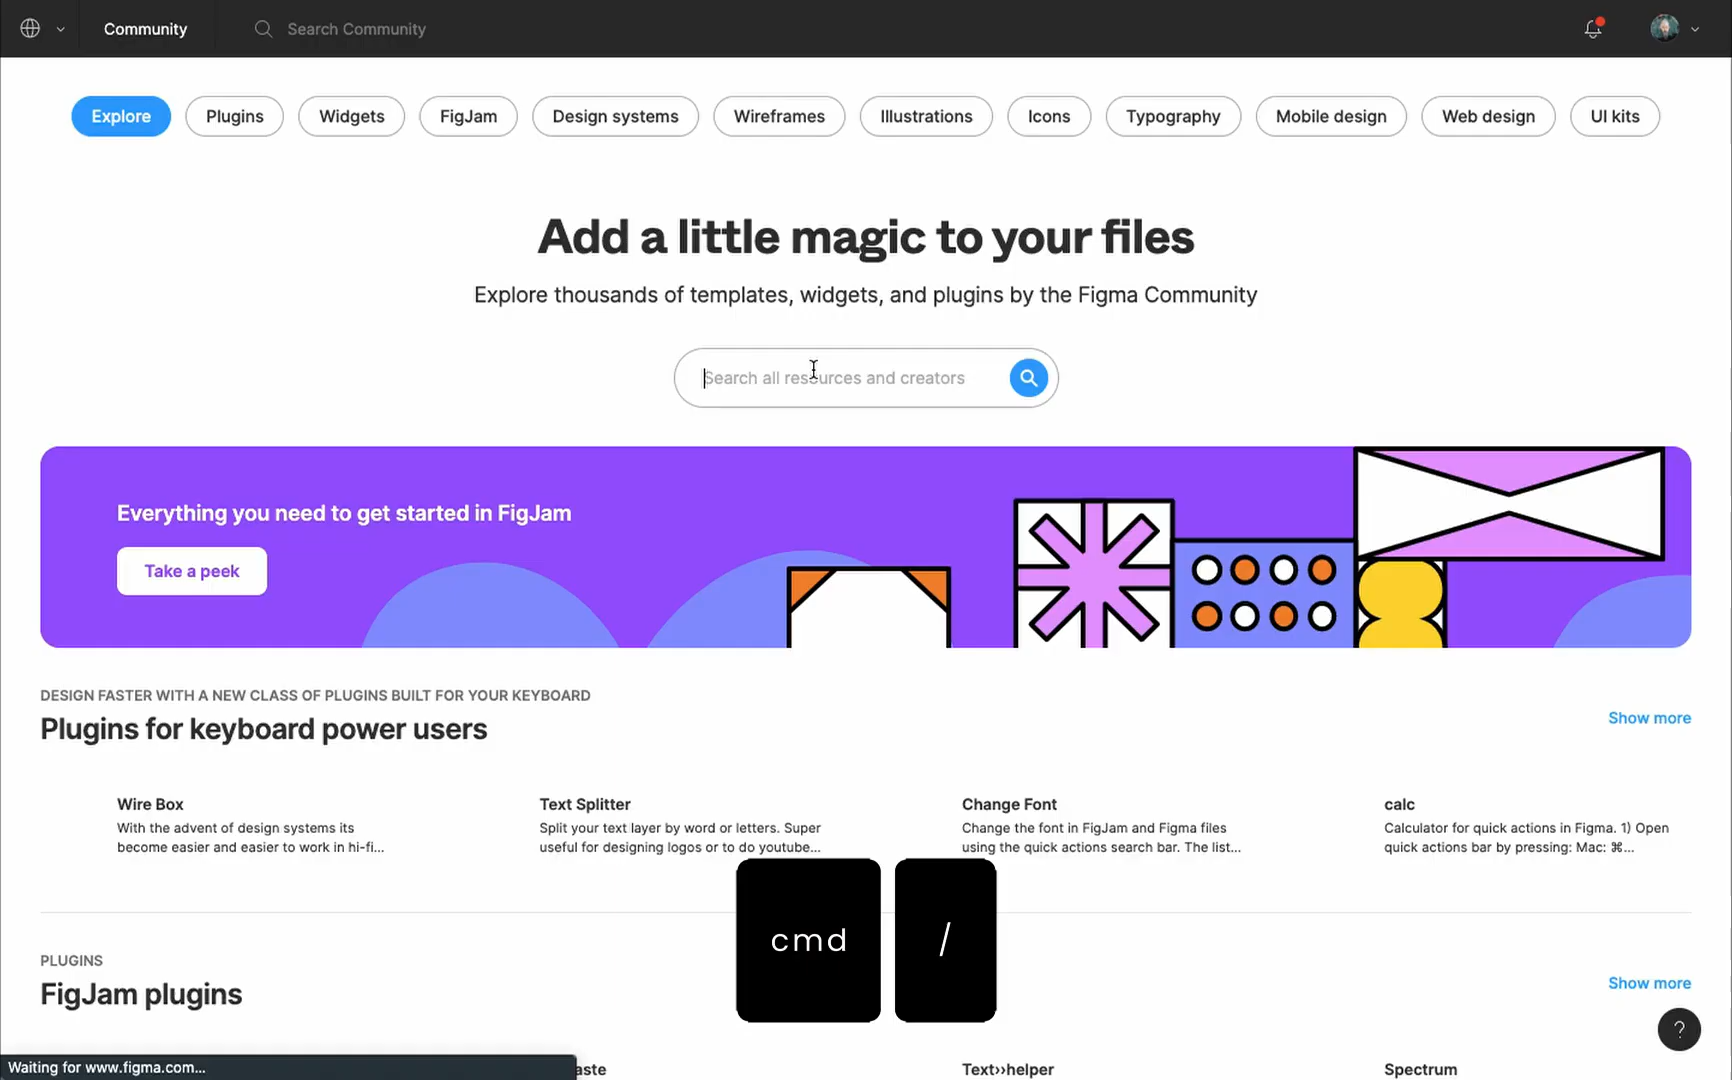 Community
Search Community
Explore
Plugins
Widgets
FigJam
Design systems
Wireframes
Illustrations
Icons
Typography
Mobile design
Web design
UI kits
Add a little magic to your files
Explore thousands of templates, widgets, and plugins by the Figma Community
Search all resources and creators
Everything you need to get started in FigJam
Take a peek
DESIGN FASTER WITH A NEW CLASS OF PLUGINS BUILT FOR YOUR KEYBOARD
Plugins for keyboard power users
Show more
Wire Box
With the advent of design systems its
become easier and easier to work in hi-fi...
Text Splitter
Split your text layer by word or letters. Super
useful for designing logos or to do youtube...
Change Font
Change the font in FigJam and Figma files
using the quick actions search bar. The list...
calc
Calculator for quick actions in Figma. 1) Open
quick actions bar by pressing: Mac: ⌘...
cmd
/
PLUGINS
FigJam plugins
Show more
?
Waiting for www.figma.com...
aste
Text››helper
Spectrum